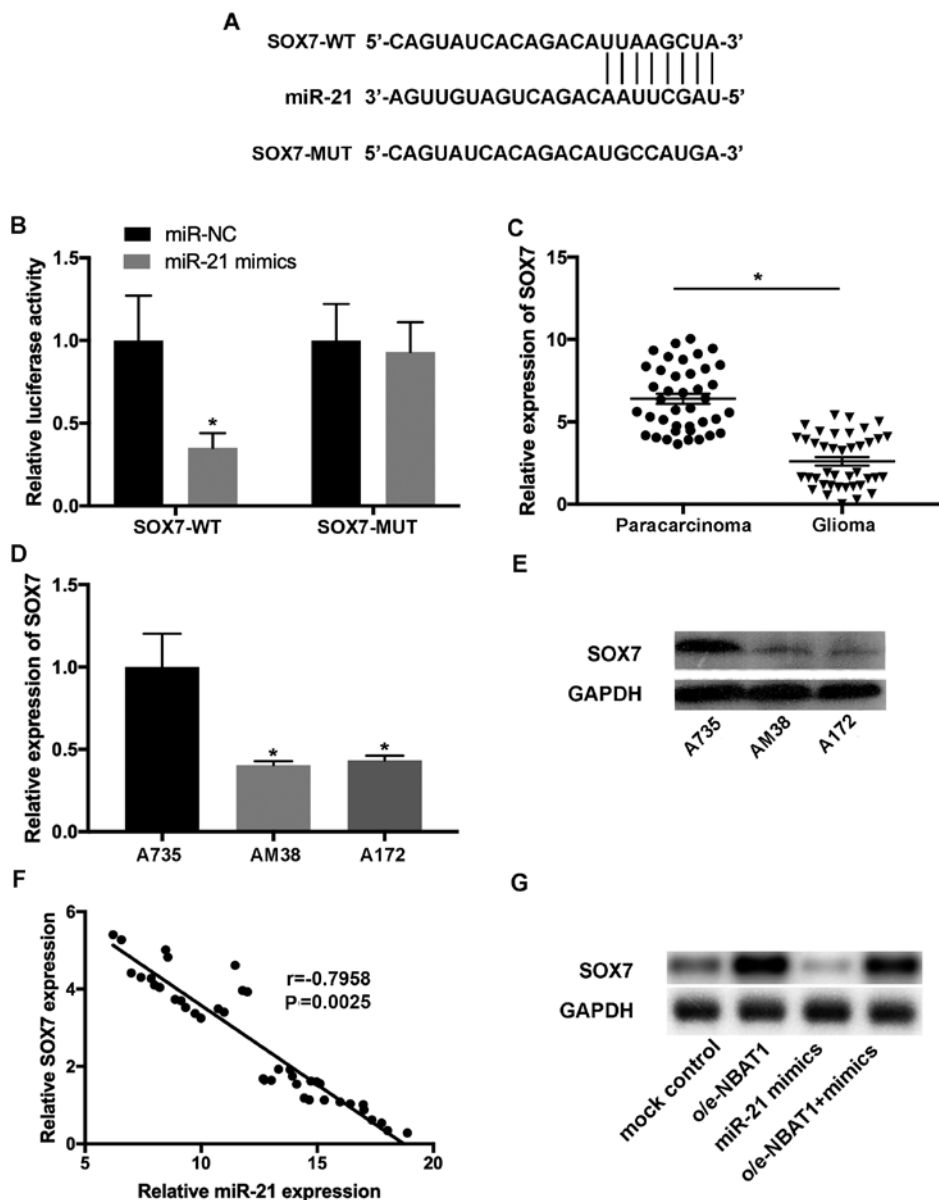 A
SOX7-WT 5'-CAGUAUCACAGACAUUAAGCUA-3'
miR-21 3'-AGUUGUAGUCAGACAAUUCGAU-5'
SOX7-MUT 5'-CAGUAUCACAGACAUGCCAUGA-3'
B
miR-NC
miR-21 mimics
Relative luciferase activity
1.5
1.0
0.5
0.0
*
SOX7-WT
SOX7-MUT
C
Relative expression of SOX7
15
10
5
0
*
Paracarcinoma
Glioma
D
Relative expression of SOX7
1.5
1.0
0.5
0.0
*
*
A735
AM38
A172
E
SOX7
GAPDH
A735
AM38
A172
F
Relative SOX7 expression
6
4
2
0
r=-0.7958
P=0.0025
5
10
15
20
Relative miR-21 expression
G
SOX7
GAPDH
mock control
o/e-NBAT1
miR-21 mimics
o/e-NBAT1+mimics